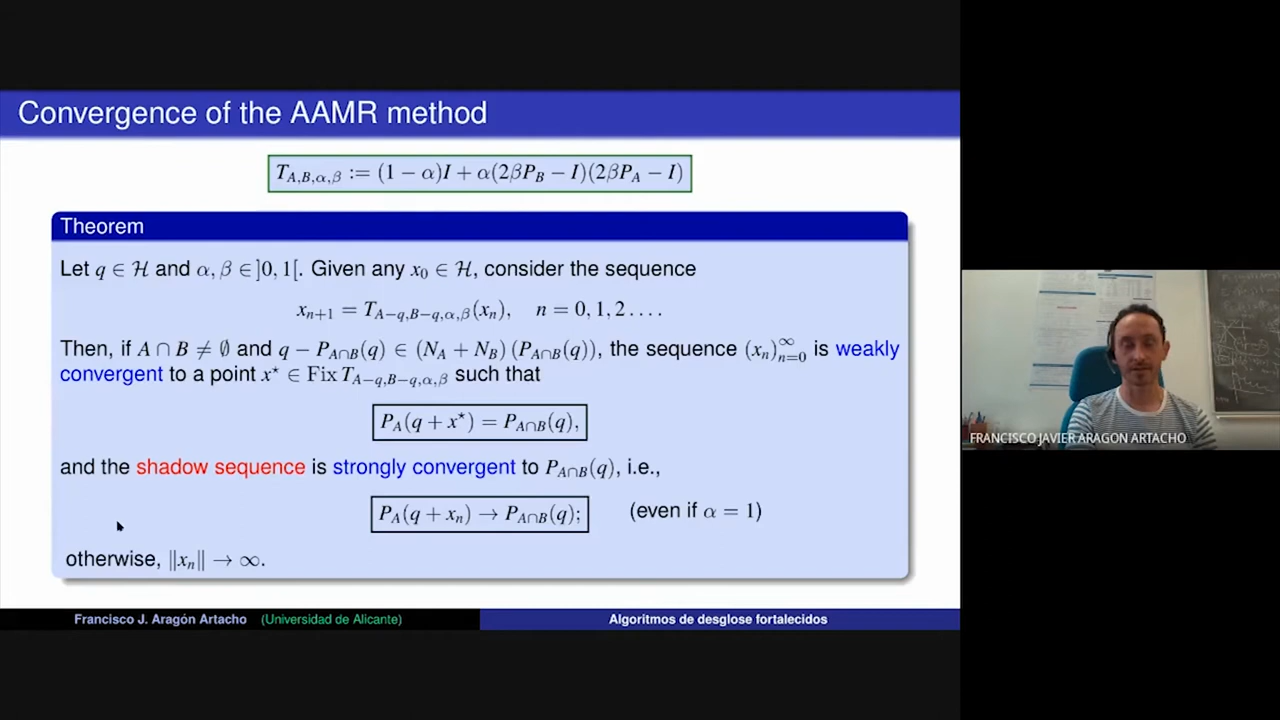 Convergence of the AAMR method
T_{A,B,α,β} := (1 − α)I + α(2βP_B − I)(2βP_A − I)
Theorem
Let q ∈ ℋ and α, β ∈ ]0, 1[. Given any x_0 ∈ ℋ, consider the sequence
x_{n+1} = T_{A−q,B−q,α,β}(x_n), n = 0, 1, 2 . . . .
Then, if A ∩ B ≠ ∅ and q − P_{A∩B}(q) ∈ (N_A + N_B) (P_{A∩B}(q)), the sequence (x_n)_{n=0}^∞ is weakly
convergent to a point x⋆ ∈ Fix T_{A−q,B−q,α,β} such that
P_A(q + x⋆) = P_{A∩B}(q),
and the shadow sequence is strongly convergent to P_{A∩B}(q), i.e.,
P_A(q + x_n) → P_{A∩B}(q); (even if α = 1)
otherwise, ‖x_n‖ → ∞.
Francisco J. Aragón Artacho (Universidad de Alicante) Algoritmos de desglose fortalecidos
FRANCISCO JAVIER ARAGON ARTACHO